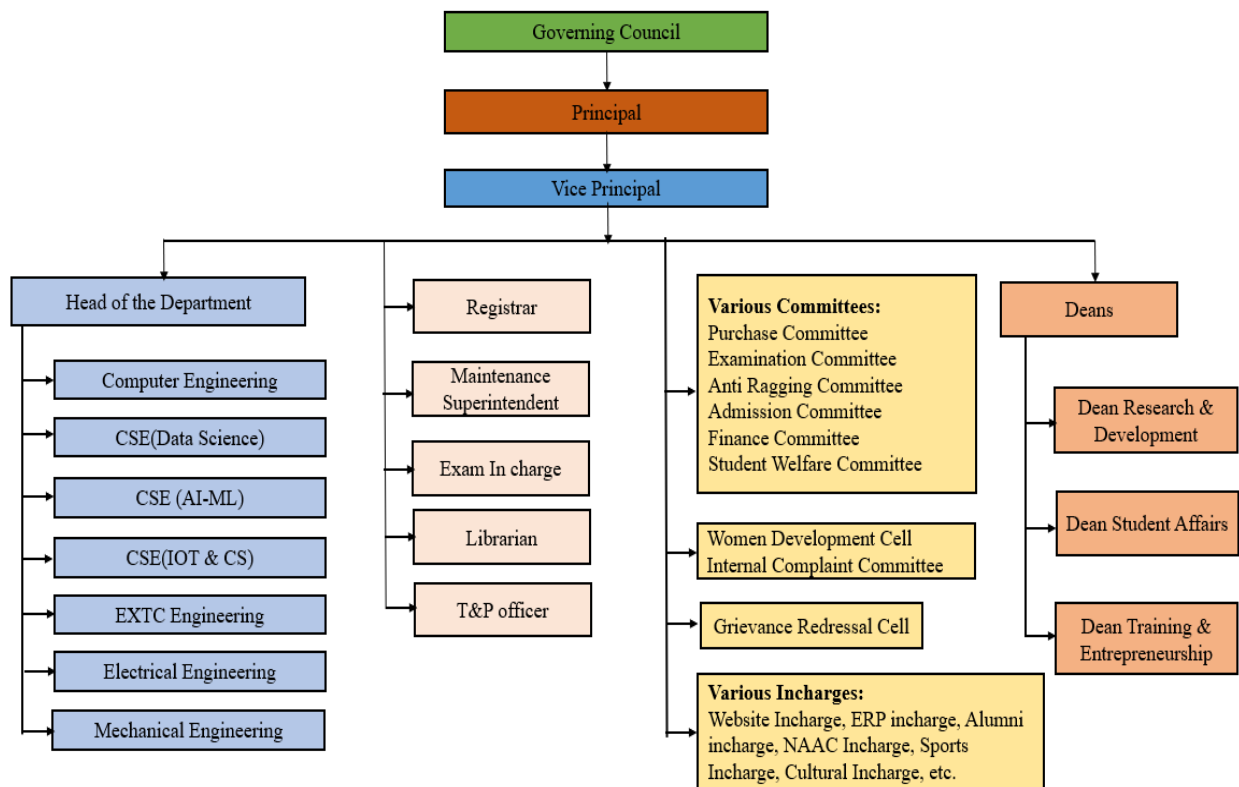 Governing Council
Principal
Vice Principal
Head of the Department
Computer Engineering
CSE(Data Science)
CSE (AI-ML)
CSE(IOT & CS)
EXTC Engineering
Electrical Engineering
Mechanical Engineering
Registrar
Maintenance
Superintendent
Exam In charge
Librarian
T&P officer
Various Committees:
Purchase Committee
Examination Committee
Anti Ragging Committee
Admission Committee
Finance Committee
Student Welfare Committee
Women Development Cell
Internal Complaint Committee
Grievance Redressal Cell
Various Incharges:
Website Incharge, ERP incharge, Alumni
incharge, NAAC Incharge, Sports
Incharge, Cultural Incharge, etc.
Deans
Dean Research &
Development
Dean Student Affairs
Dean Training &
Entrepreneurship